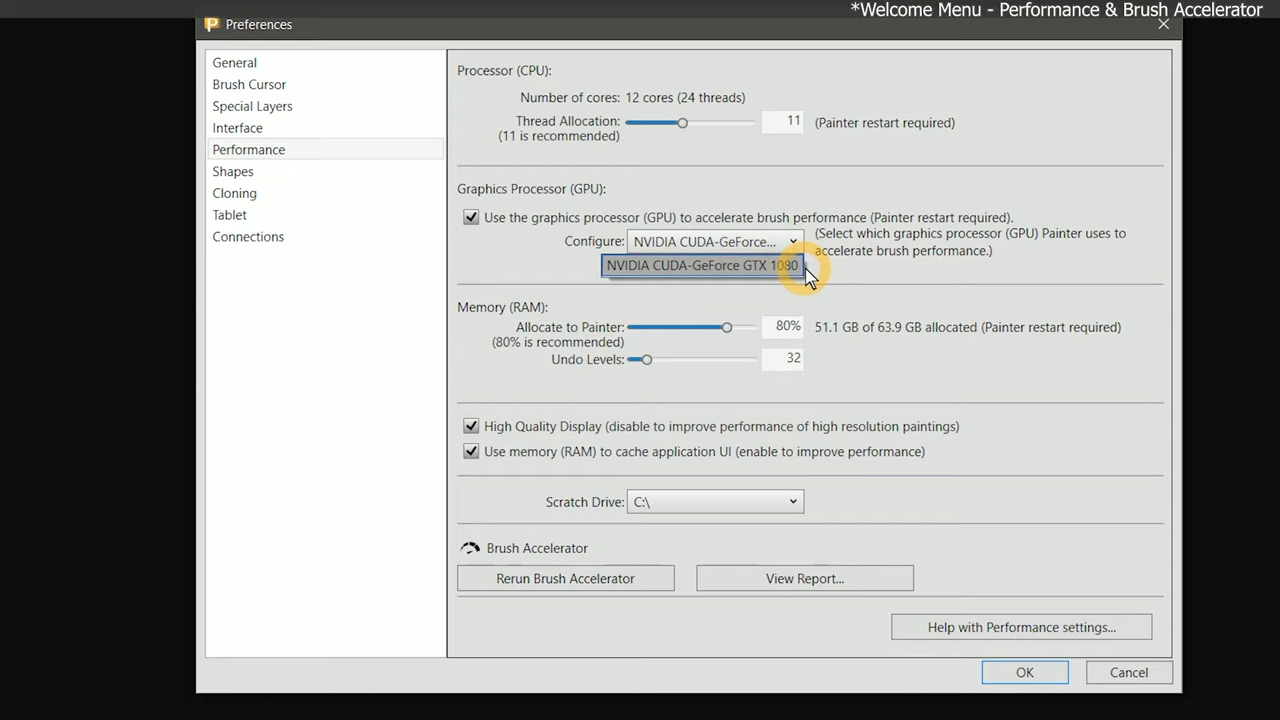 *Welcome Menu - Performance & Brush Accelerator
Preferences
General
Brush Cursor
Special Layers
Interface
Performance
Shapes
Cloning
Tablet
Connections
Processor (CPU):
Number of cores: 12 cores (24 threads)
Thread Allocation: 11 (Painter restart required)
(11 is recommended)
Graphics Processor (GPU):
Use the graphics processor (GPU) to accelerate brush performance (Painter restart required).
Configure: NVIDIA CUDA-GeForce... (Select which graphics processor (GPU) Painter uses to
accelerate brush performance.)
NVIDIA CUDA-GeForce GTX 1080
Memory (RAM):
Allocate to Painter: 80% 51.1 GB of 63.9 GB allocated (Painter restart required)
(80% is recommended)
Undo Levels: 32
High Quality Display (disable to improve performance of high resolution paintings)
Use memory (RAM) to cache application UI (enable to improve performance)
Scratch Drive: C:\
Brush Accelerator
Rerun Brush Accelerator
View Report...
Help with Performance settings...
OK
Cancel